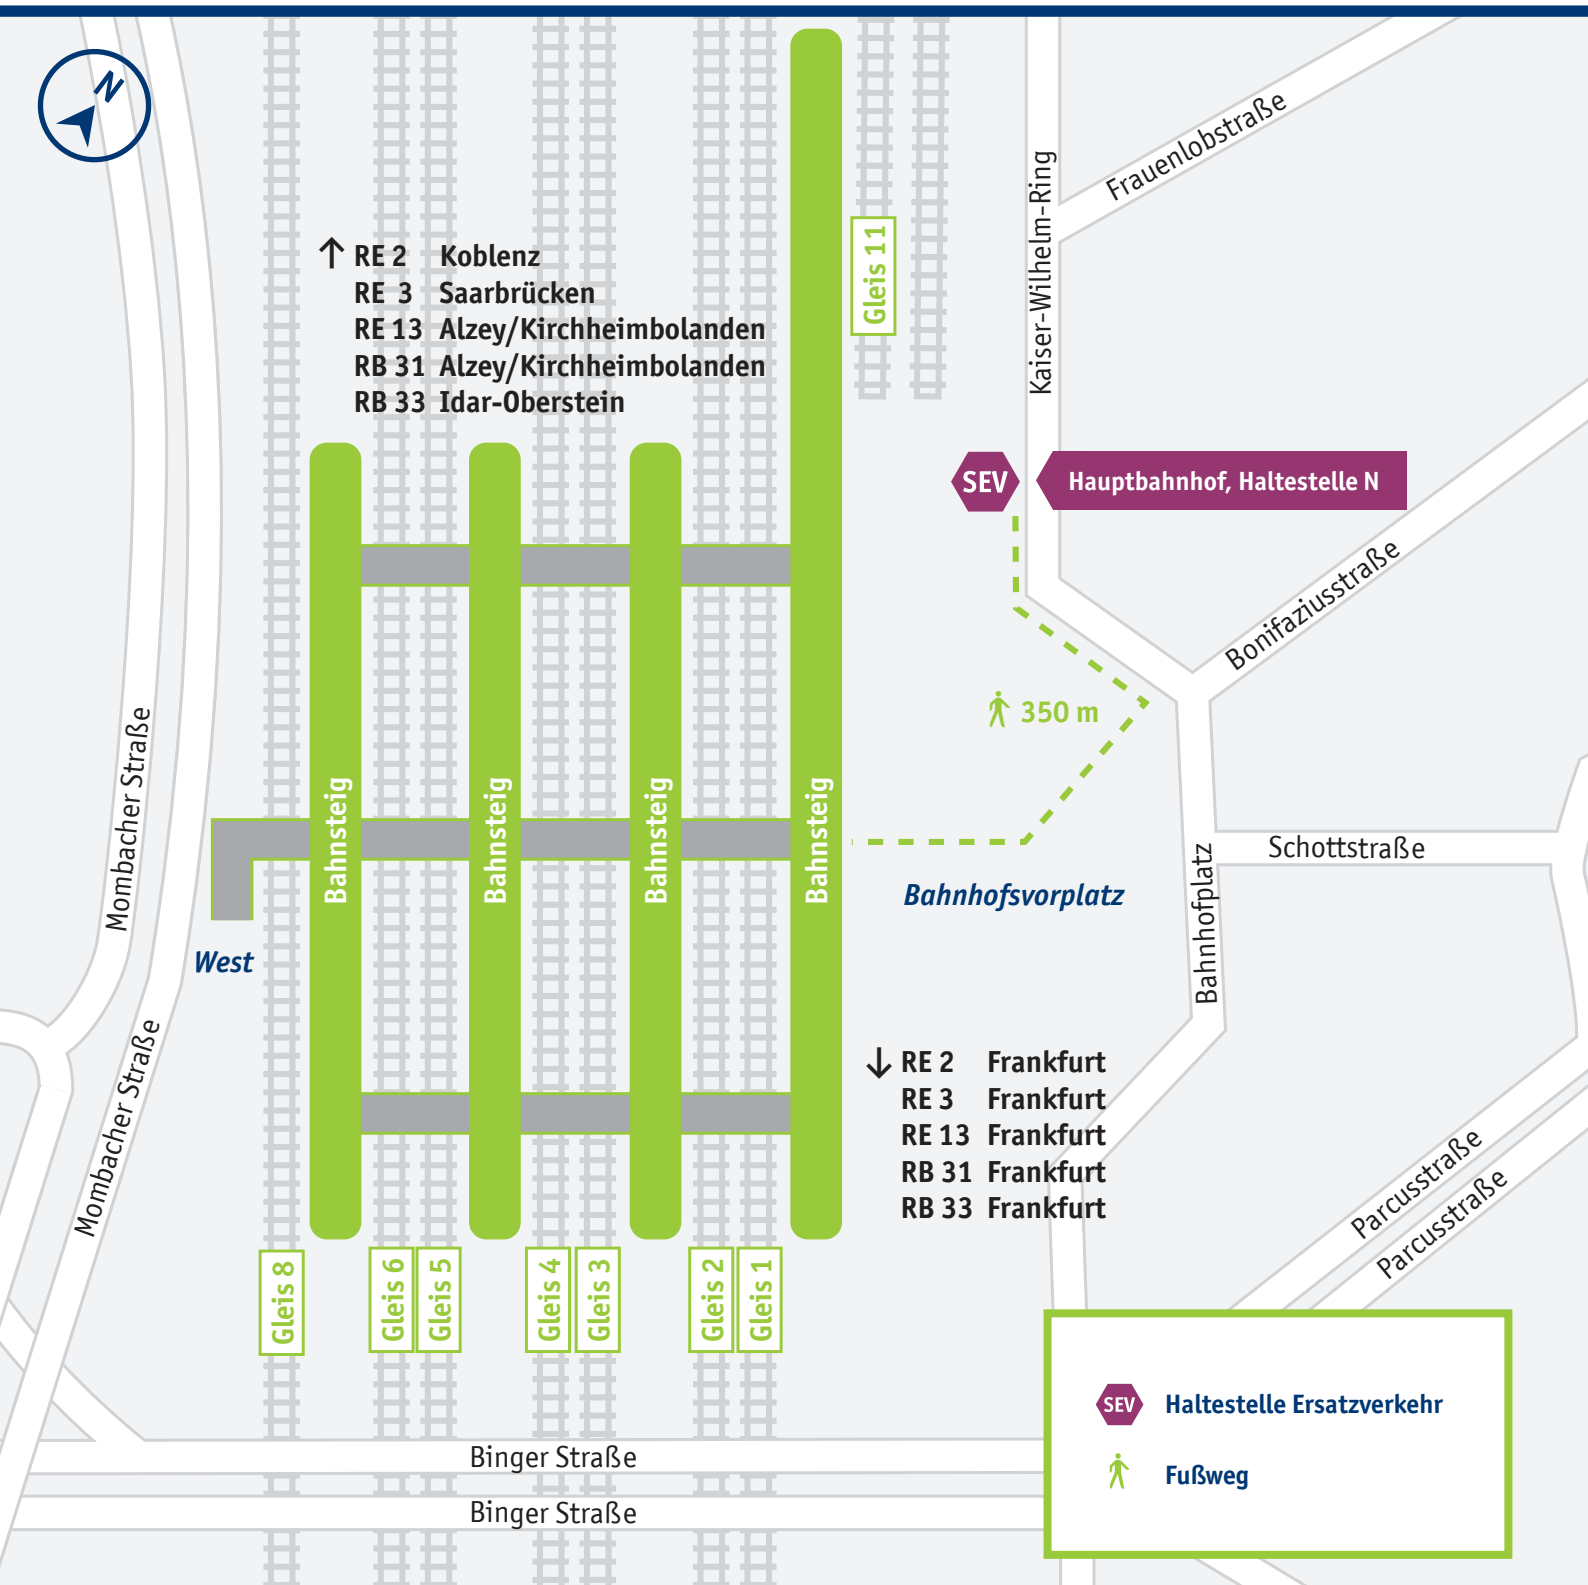 N
Frauenlobstraße
Kaiser-Wilhelm-Ring
Gleis 11
↑ RE 2 Koblenz
RE 3 Saarbrücken
RE 13 Alzey/Kirchheimbolanden
RB 31 Alzey/Kirchheimbolanden
RB 33 Idar-Oberstein
SEV
Hauptbahnhof, Haltestelle N
Bonifaziusstraße
350 m
Mombacher Straße
Bahnsteig
Bahnsteig
Bahnsteig
Bahnsteig
Schottstraße
Bahnhofsvorplatz
Bahnhofplatz
West
Mombacher Straße
↓ RE 2 Frankfurt
RE 3 Frankfurt
RE 13 Frankfurt
RB 31 Frankfurt
RB 33 Frankfurt
Parcusstraße
Parcusstraße
Gleis 8
Gleis 6
Gleis 5
Gleis 4
Gleis 3
Gleis 2
Gleis 1
SEV Haltestelle Ersatzverkehr
Fußweg
Binger Straße
Binger Straße